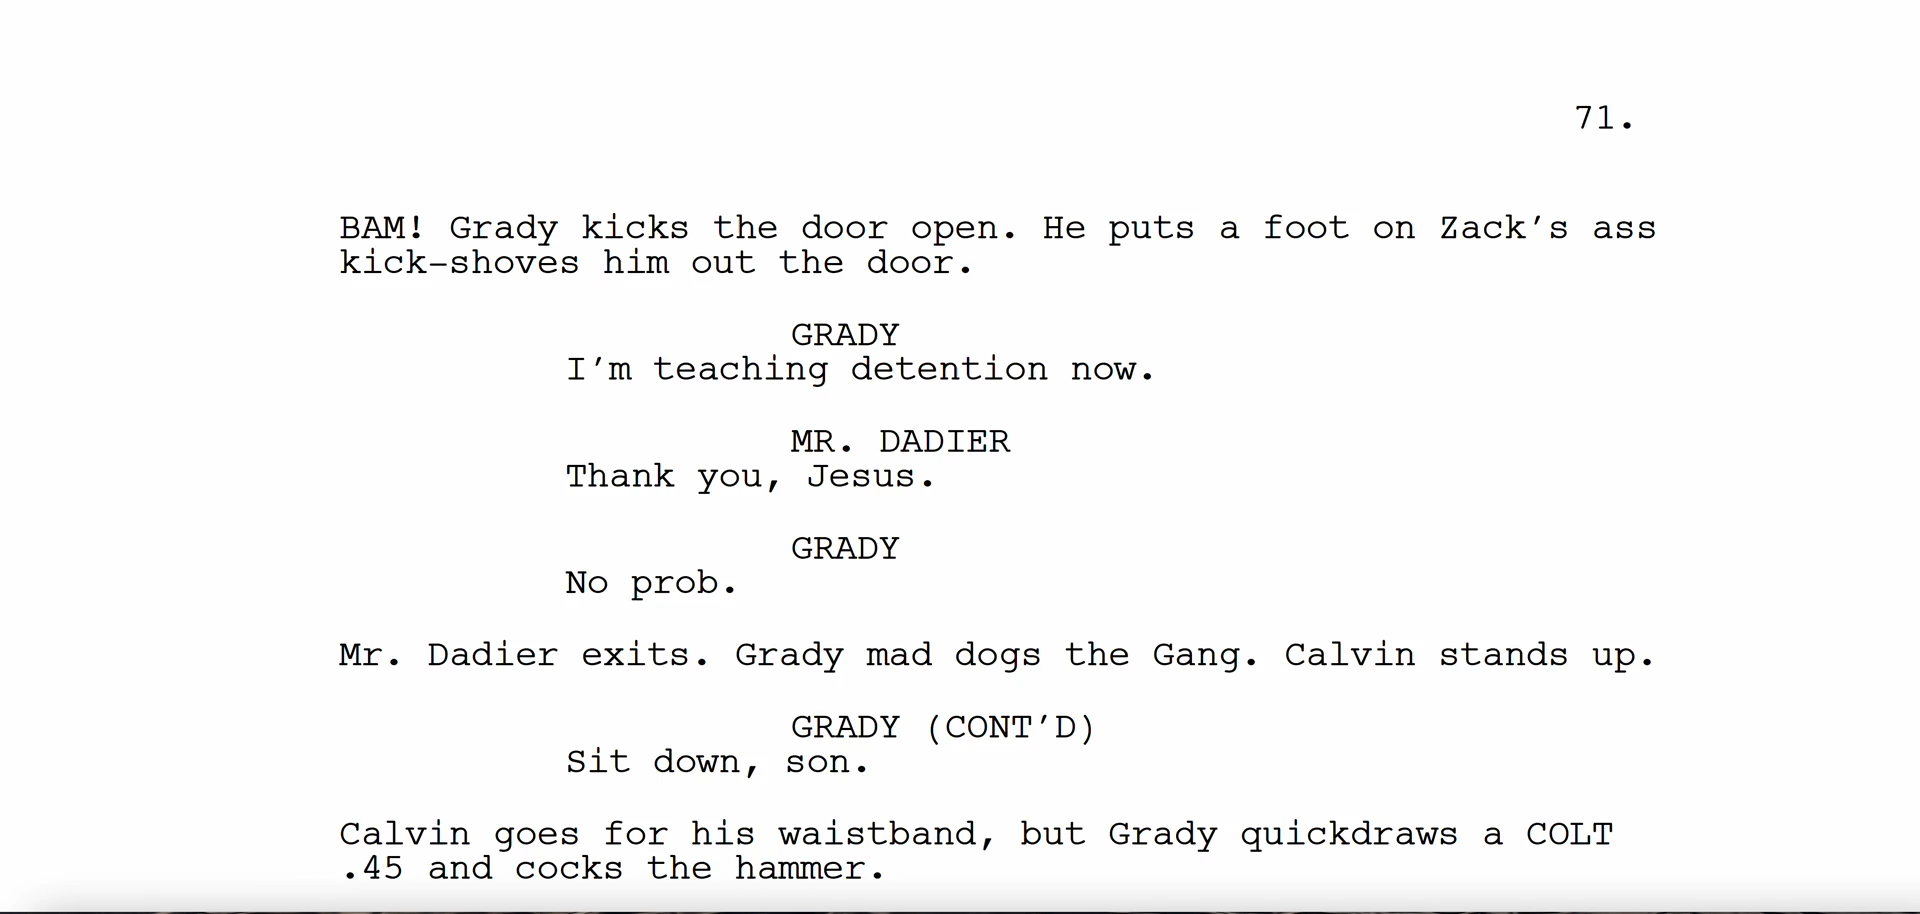 71.
BAM! Grady kicks the door open. He puts a foot on Zack's ass
kick-shoves him out the door.
GRADY
I'm teaching detention now.
MR. DADIER
Thank you, Jesus.
GRADY
No prob.
Mr. Dadier exits. Grady mad dogs the Gang. Calvin stands up.
GRADY (CONT'D)
Sit down, son.
Calvin goes for his waistband, but Grady quickdraws a COLT
.45 and cocks the hammer.